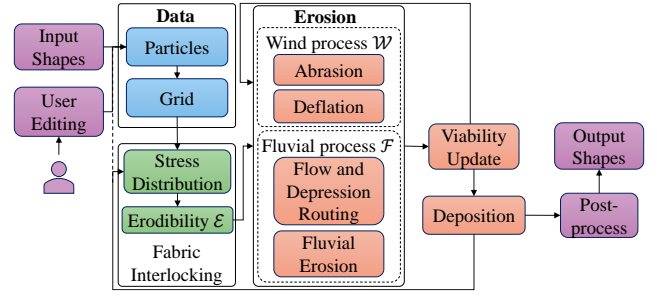 Data
Erosion
Input
Shapes
User
Editing
Particles
Grid
Stress
Distribution
Erodibility ℰ
Fabric
Interlocking
Wind process 𝒲
Abrasion
Deflation
Fluvial process ℱ
Flow and
Depression
Routing
Fluvial
Erosion
Viability
Update
Deposition
Output
Shapes
Post-
process